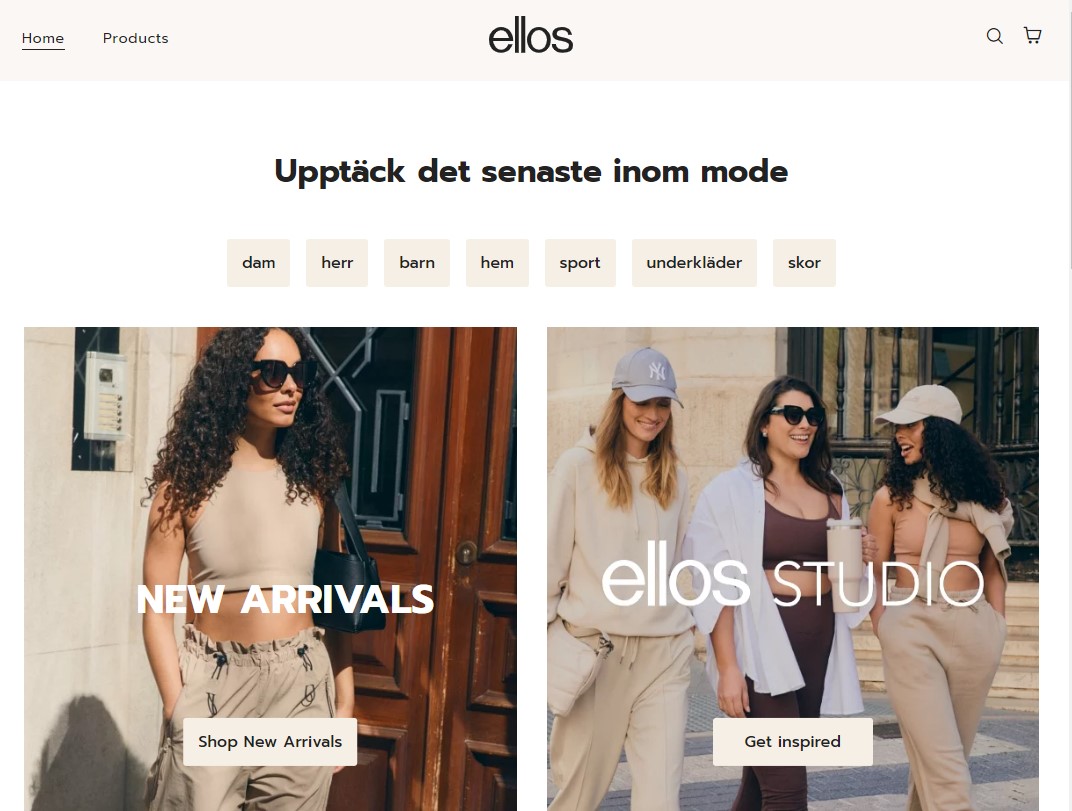 Home
Products
ellos
Upptäck det senaste inom mode
dam
herr
barn
hem
sport
underkläder
skor
NEW ARRIVALS
Shop New Arrivals
NY
ellos STUDIO
Get inspired